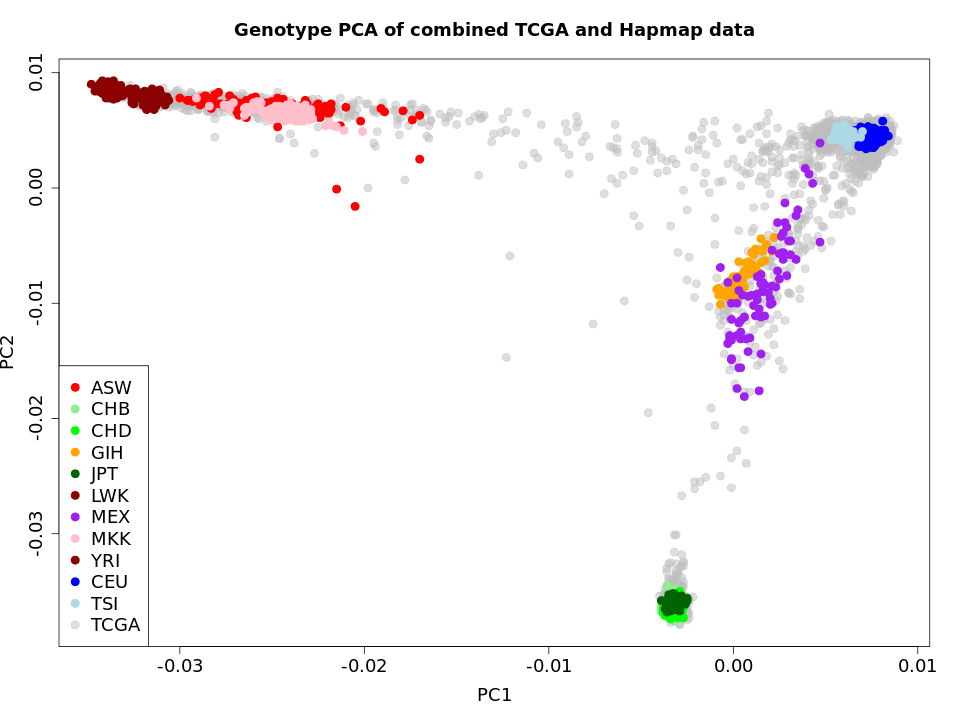 Genotype PCA of combined TCGA and Hapmap data
0.01
0.00
-0.01
-0.02
-0.03
PC2
ASW
CHB
CHD
GIH
JPT
LWK
MEX
MKK
YRI
CEU
TSI
TCGA
-0.03 -0.02 -0.01 0.00 0.01
PC1